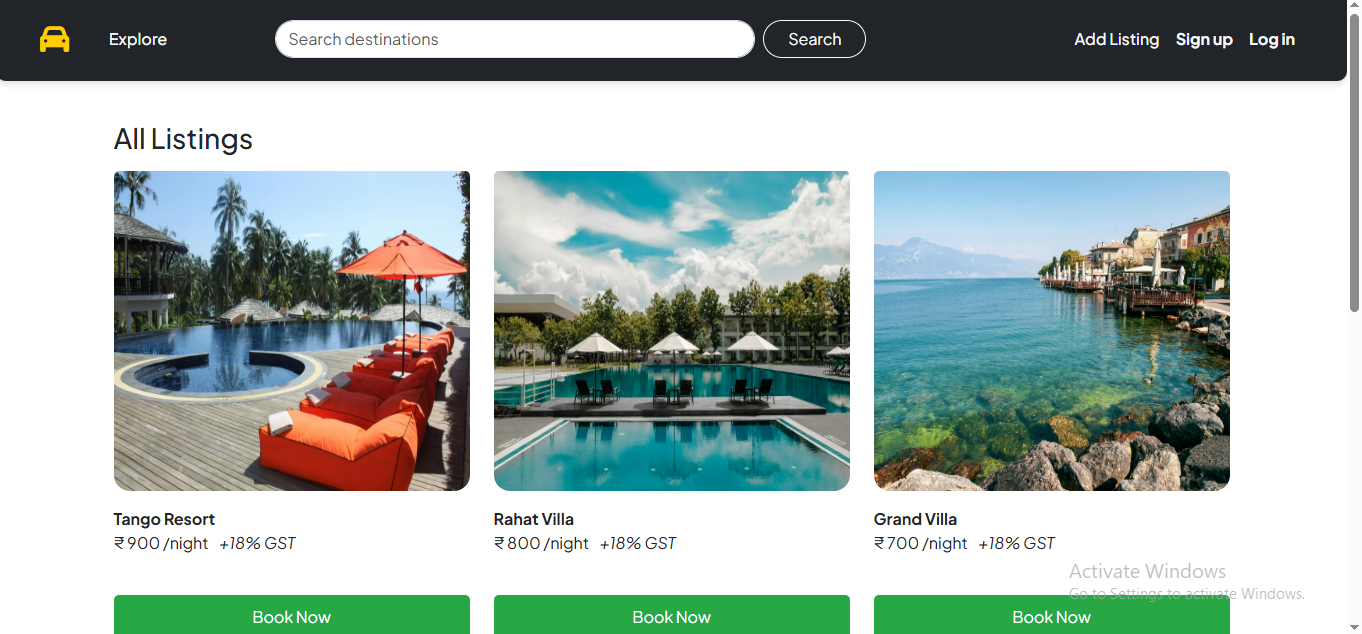 Explore
Search destinations
Search
Add Listing
Sign up
Log in
All Listings
Tango Resort
₹ 900 /night +18% GST
Rahat Villa
₹ 800 /night +18% GST
Grand Villa
₹ 700 /night +18% GST
Activate Windows
Go to Settings to activate Windows.
Book Now
Book Now
Book Now